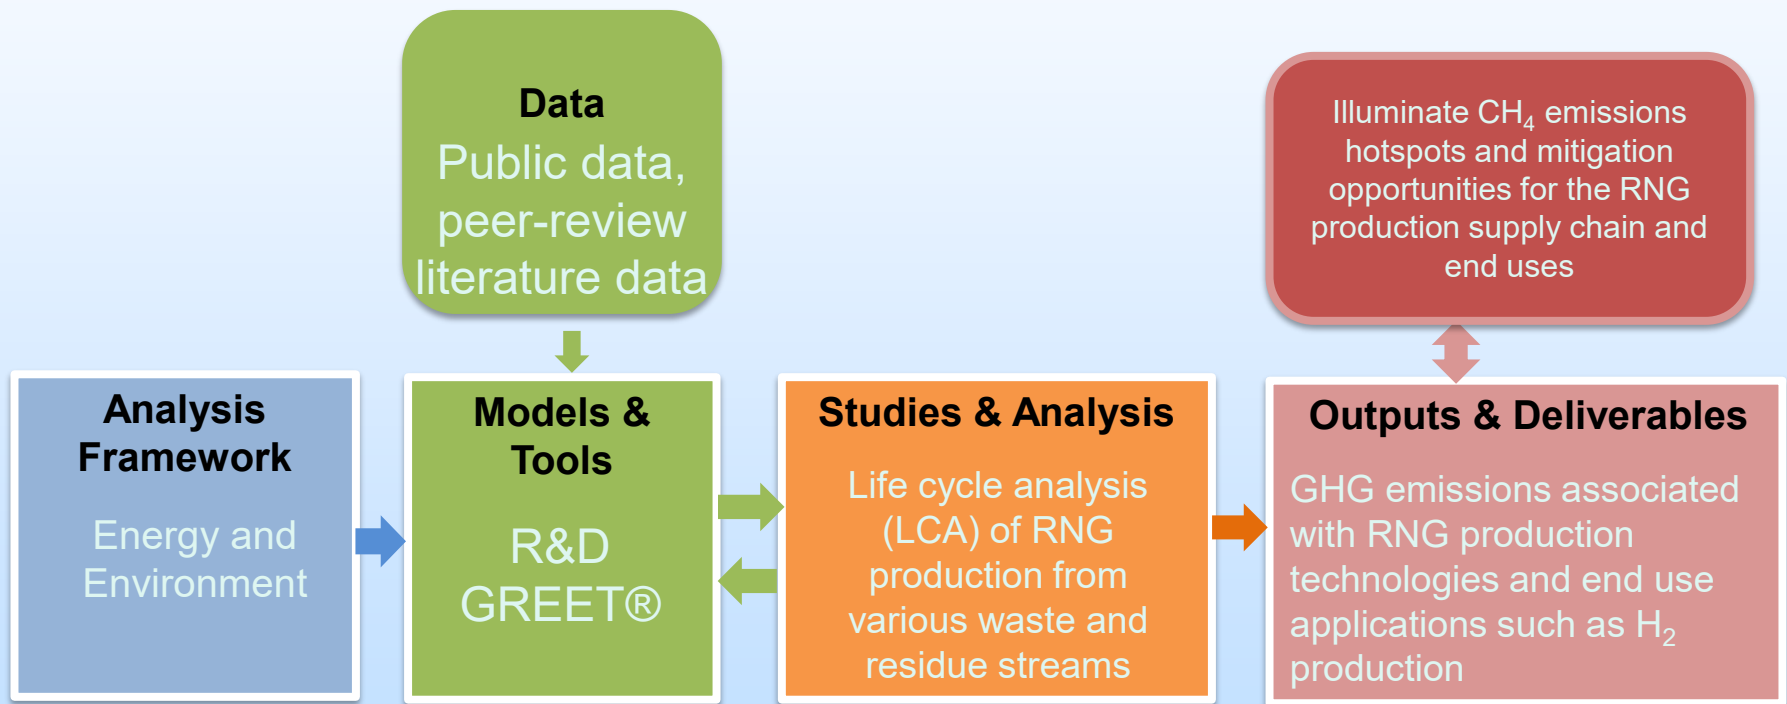 Data
Public data,
peer-review
literature data
Illuminate CH₄ emissions
hotspots and mitigation
opportunities for the RNG
production supply chain and
end uses
Analysis
Framework
Energy and
Environment
Models &
Tools
R&D
GREET®
Studies & Analysis
Life cycle analysis
(LCA) of RNG
production from
various waste and
residue streams
Outputs & Deliverables
GHG emissions associated
with RNG production
technologies and end use
applications such as H₂
production